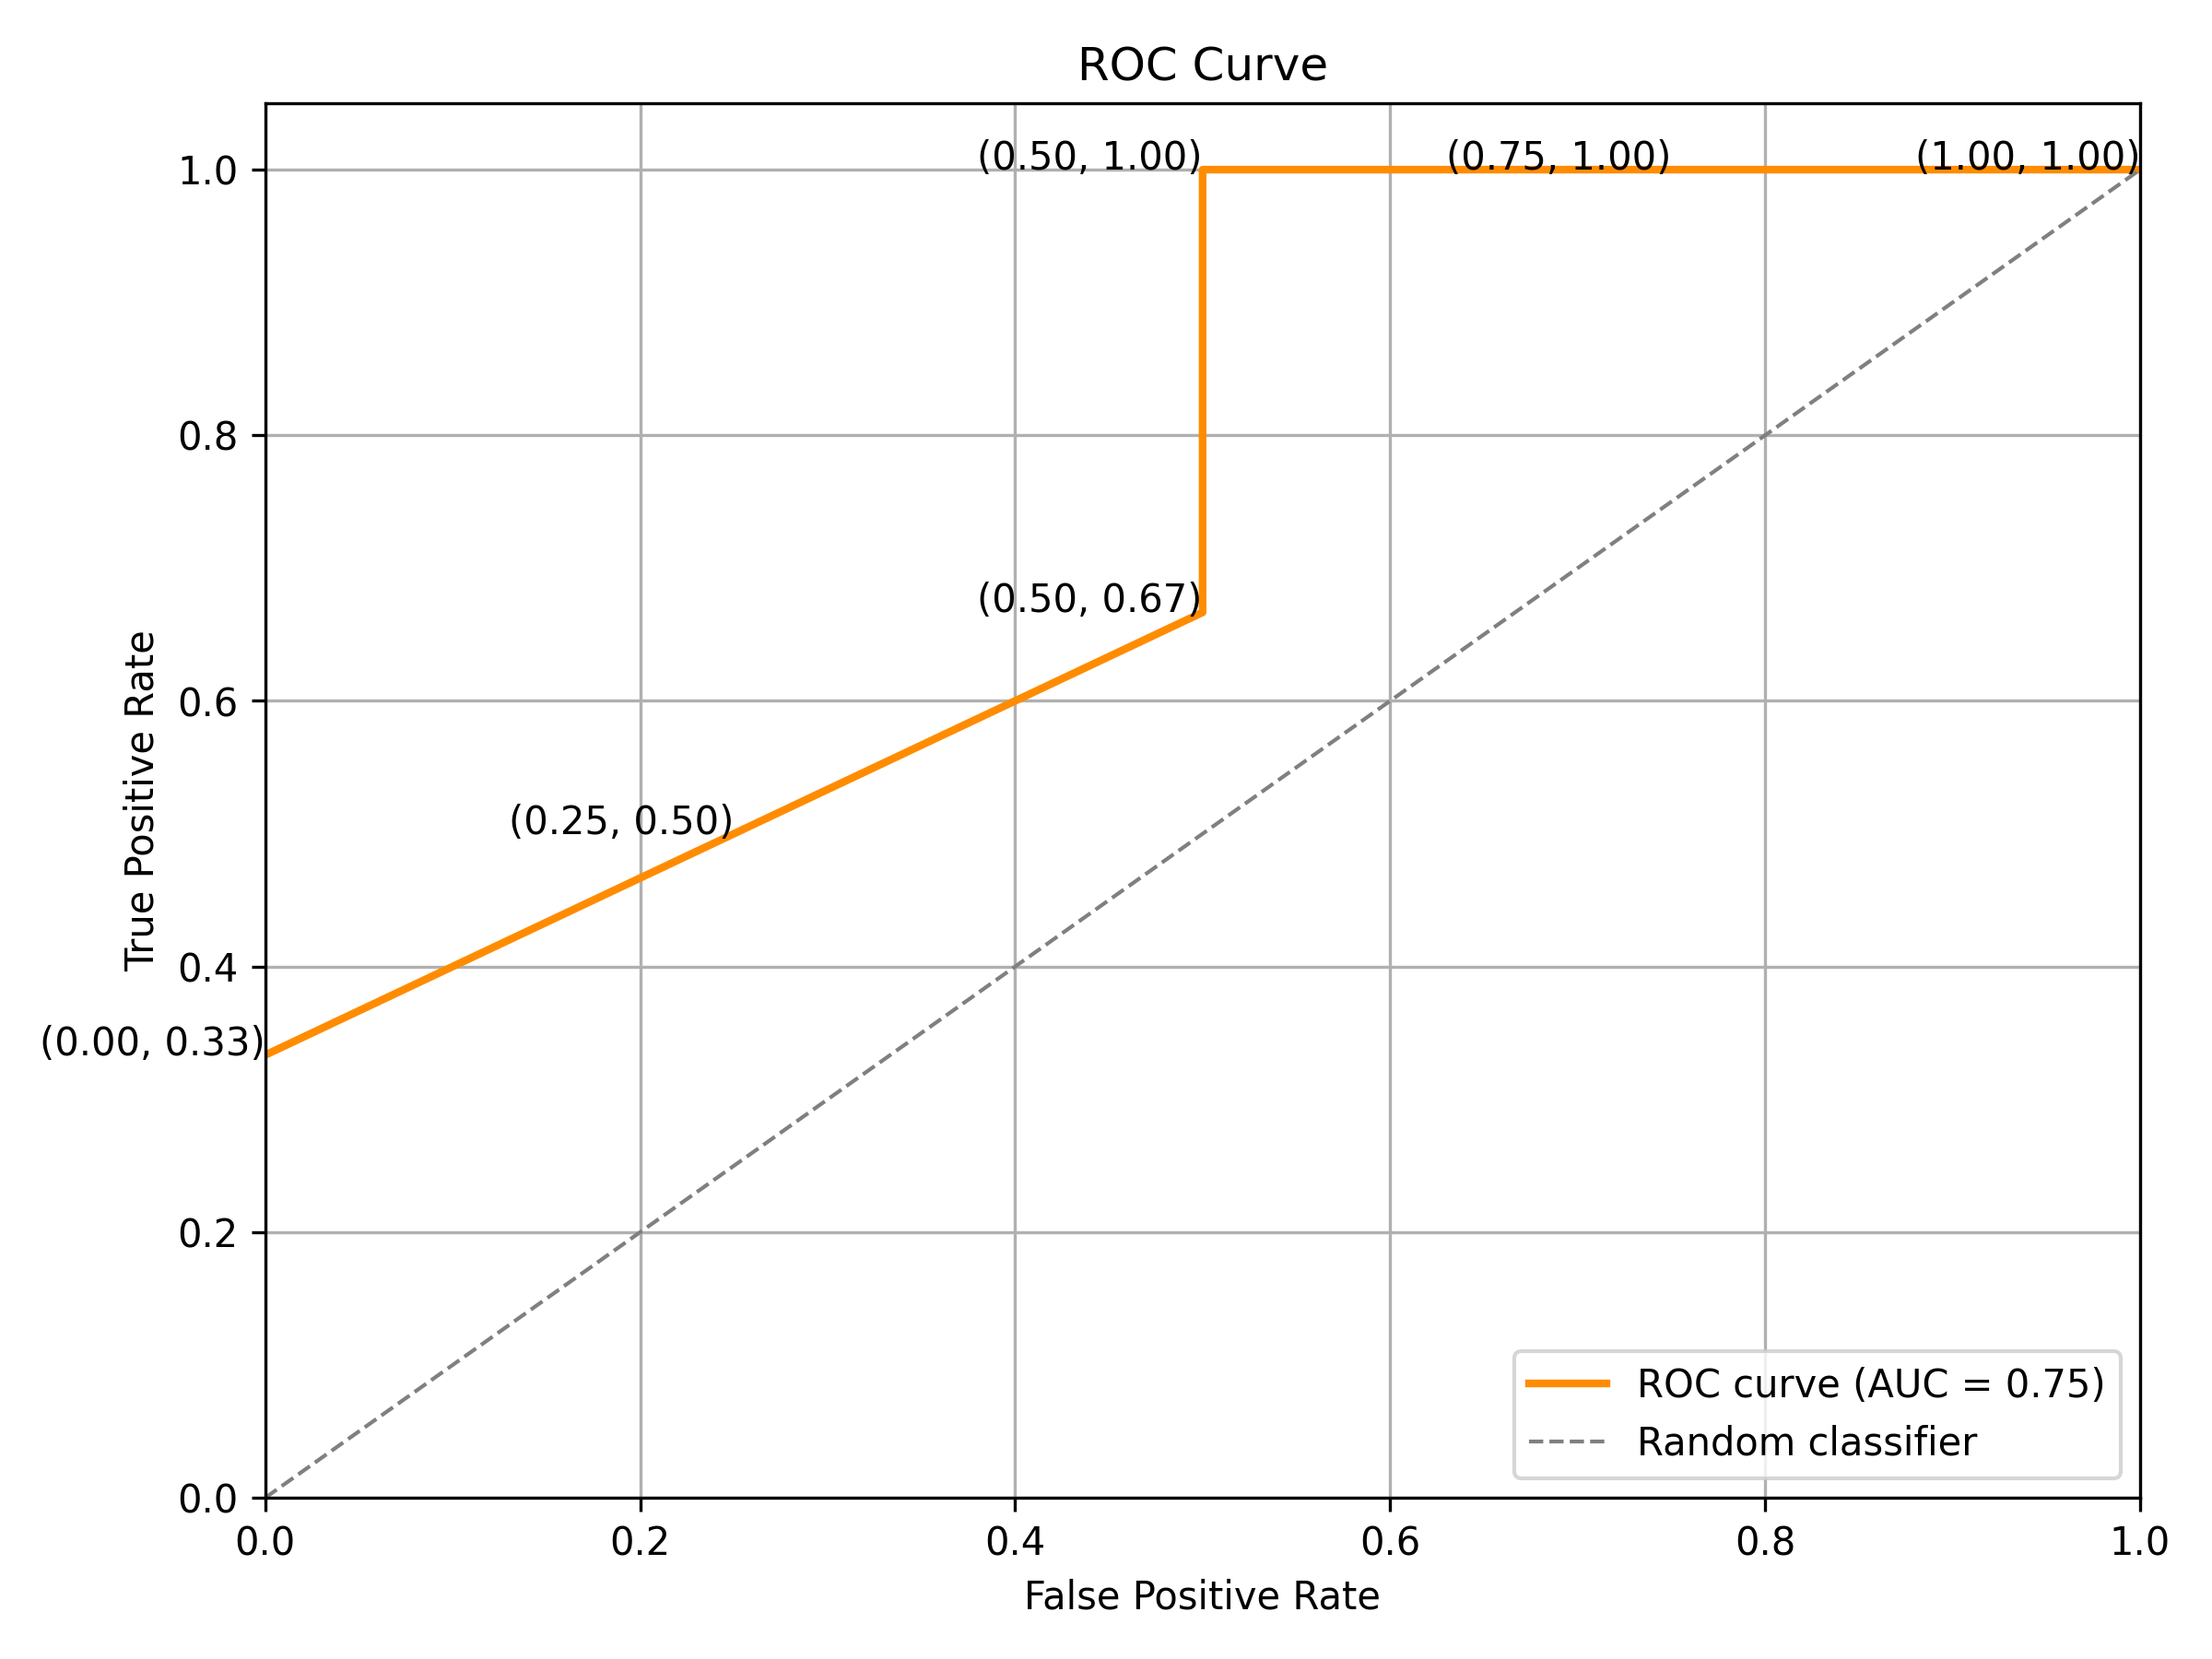 ROC Curve
(0.50, 1.00)
(0.75, 1.00)
(1.00, 1.00)
1.0
0.8
(0.50, 0.67)
0.6
(0.25, 0.50)
True Positive Rate
0.4
(0.00, 0.33)
0.2
ROC curve (AUC = 0.75)
Random classifier
0.0
0.0 0.2 0.4 0.6 0.8 1.0
False Positive Rate